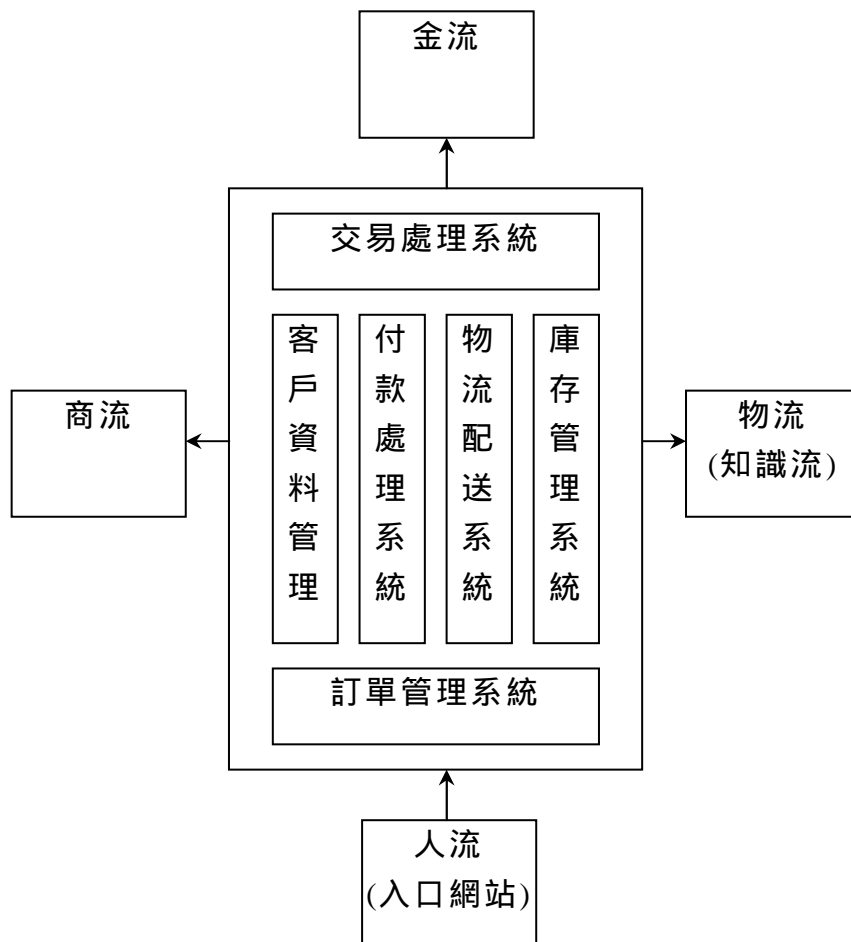 金流
交易處理系統
客戶資料管理
付款處理系統
物流配送系統
庫存管理系統
商流
物流
(知識流)
訂單管理系統
人流
(入口網站)